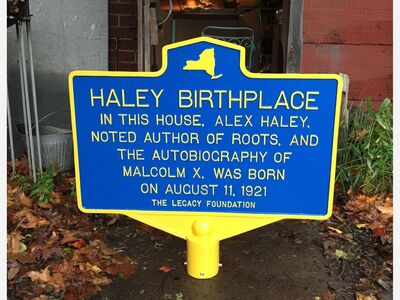 HALEY BIRTHPLACE
IN THIS HOUSE, ALEX HALEY,
NOTED AUTHOR OF ROOTS, AND
THE AUTOBIOGRAPHY OF
MALCOLM X, WAS BORN
ON AUGUST 11, 1921
THE LEGACY FOUNDATION